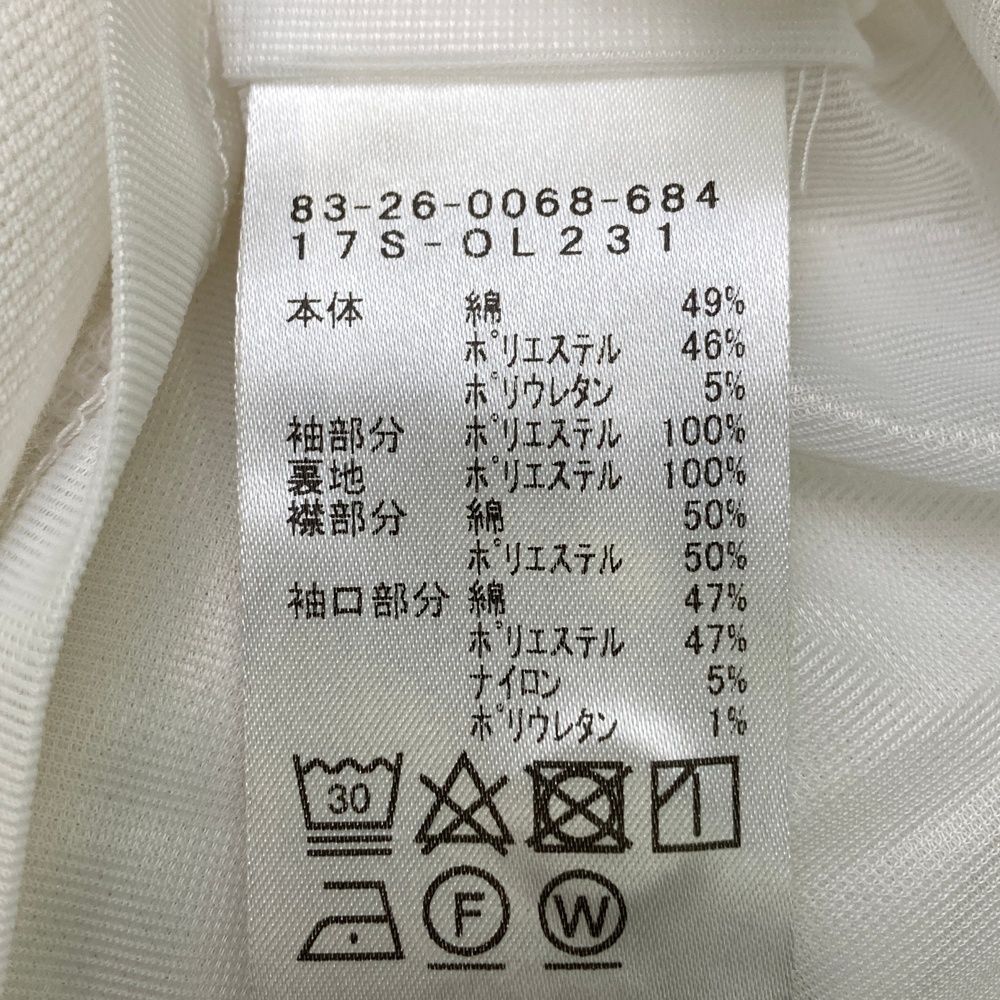 83-26-0068-684
17S-OL231
本体 綿 49%
ポリエステル 46%
ポリウレタン 5%
袖部分 ポリエステル 100%
裏地 ポリエステル 100%
襟部分 綿 50%
ポリエステル 50%
袖口部分 綿 47%
ポリエステル 47%
ナイロン 5%
ポリウレタン 1%
30
F W